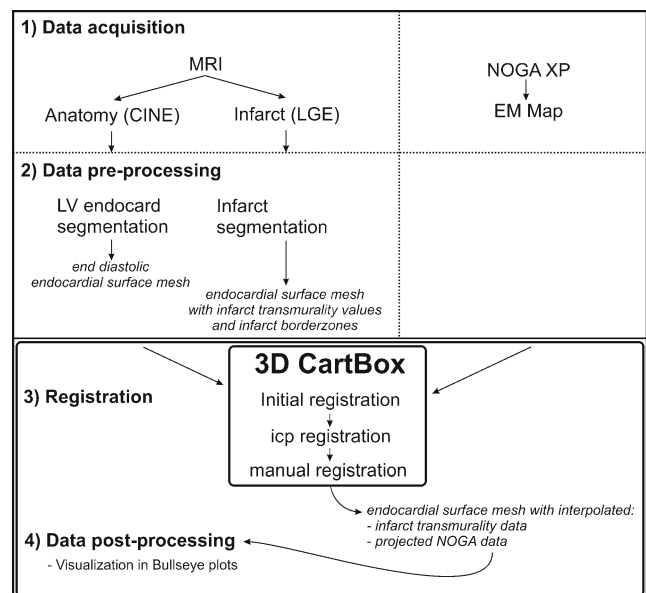 1) Data acquisition
MRI
NOGA XP
Anatomy (CINE)
Infarct (LGE)
EM Map
2) Data pre-processing
LV endocard
segmentation
Infarct
segmentation
end diastolic
endocardial surface mesh
endocardial surface mesh
with infarct transmurality values
and infarct borderzones
3D CartBox
3) Registration
Initial registration
icp registration
manual registration
endocardial surface mesh with interpolated:
- infarct transmurality data
- projected NOGA data
4) Data post-processing
- Visualization in Bullseye plots